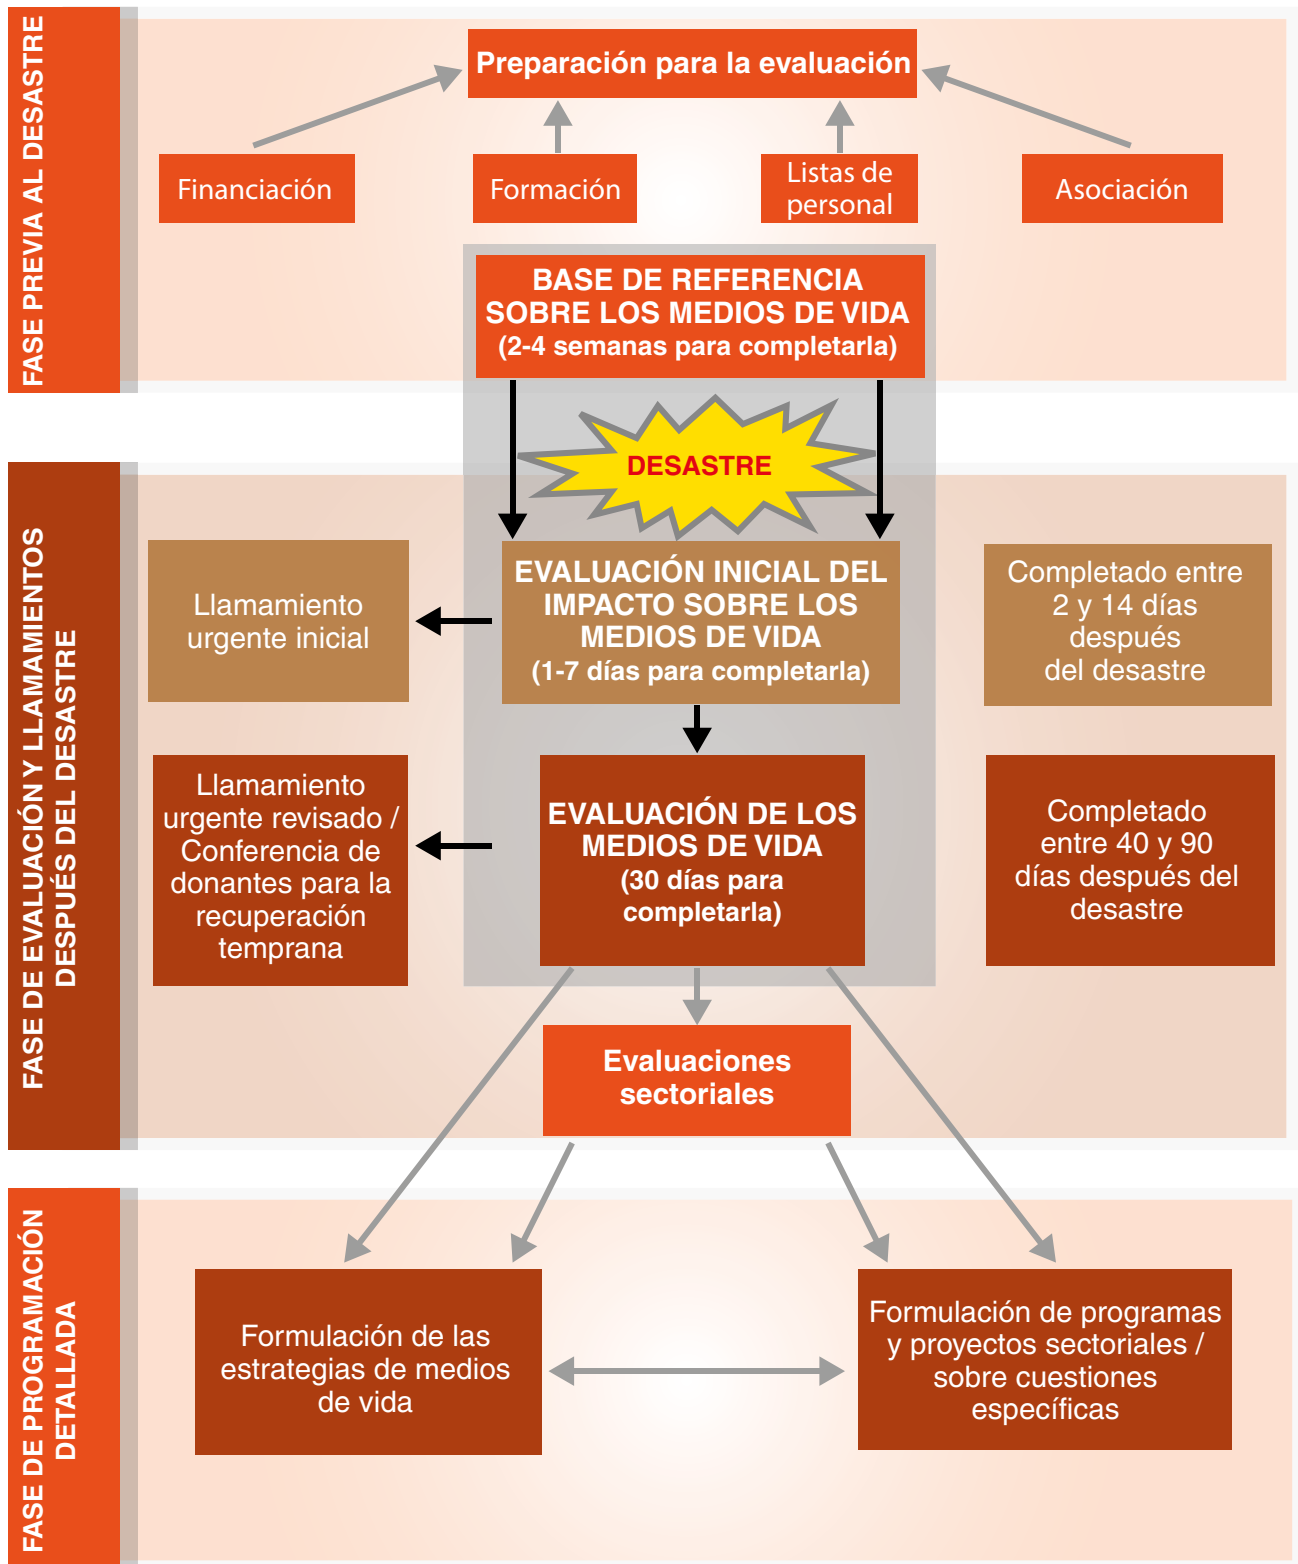 FASE PREVIA AL DESASTRE
Preparación para la evaluación
Financiación
Formación
Listas de
personal
Asociación
BASE DE REFERENCIA
SOBRE LOS MEDIOS DE VIDA
(2-4 semanas para completarla)
DESASTRE
FASE DE EVALUACIÓN Y LLAMAMIENTOS
DESPUÉS DEL DESASTRE
Llamamiento
urgente inicial
EVALUACIÓN INICIAL DEL
IMPACTO SOBRE LOS
MEDIOS DE VIDA
(1-7 días para completarla)
Completado entre
2 y 14 días
después
del desastre
Llamamiento
urgente revisado /
Conferencia de
donantes para la
recuperación
temprana
EVALUACIÓN DE LOS
MEDIOS DE VIDA
(30 días para
completarla)
Completado
entre 40 y 90
días después del
desastre
Evaluaciones
sectoriales
FASE DE PROGRAMACIÓN
DETALLADA
Formulación de las
estrategias de medios
de vida
Formulación de programas
y proyectos sectoriales /
sobre cuestiones
específicas